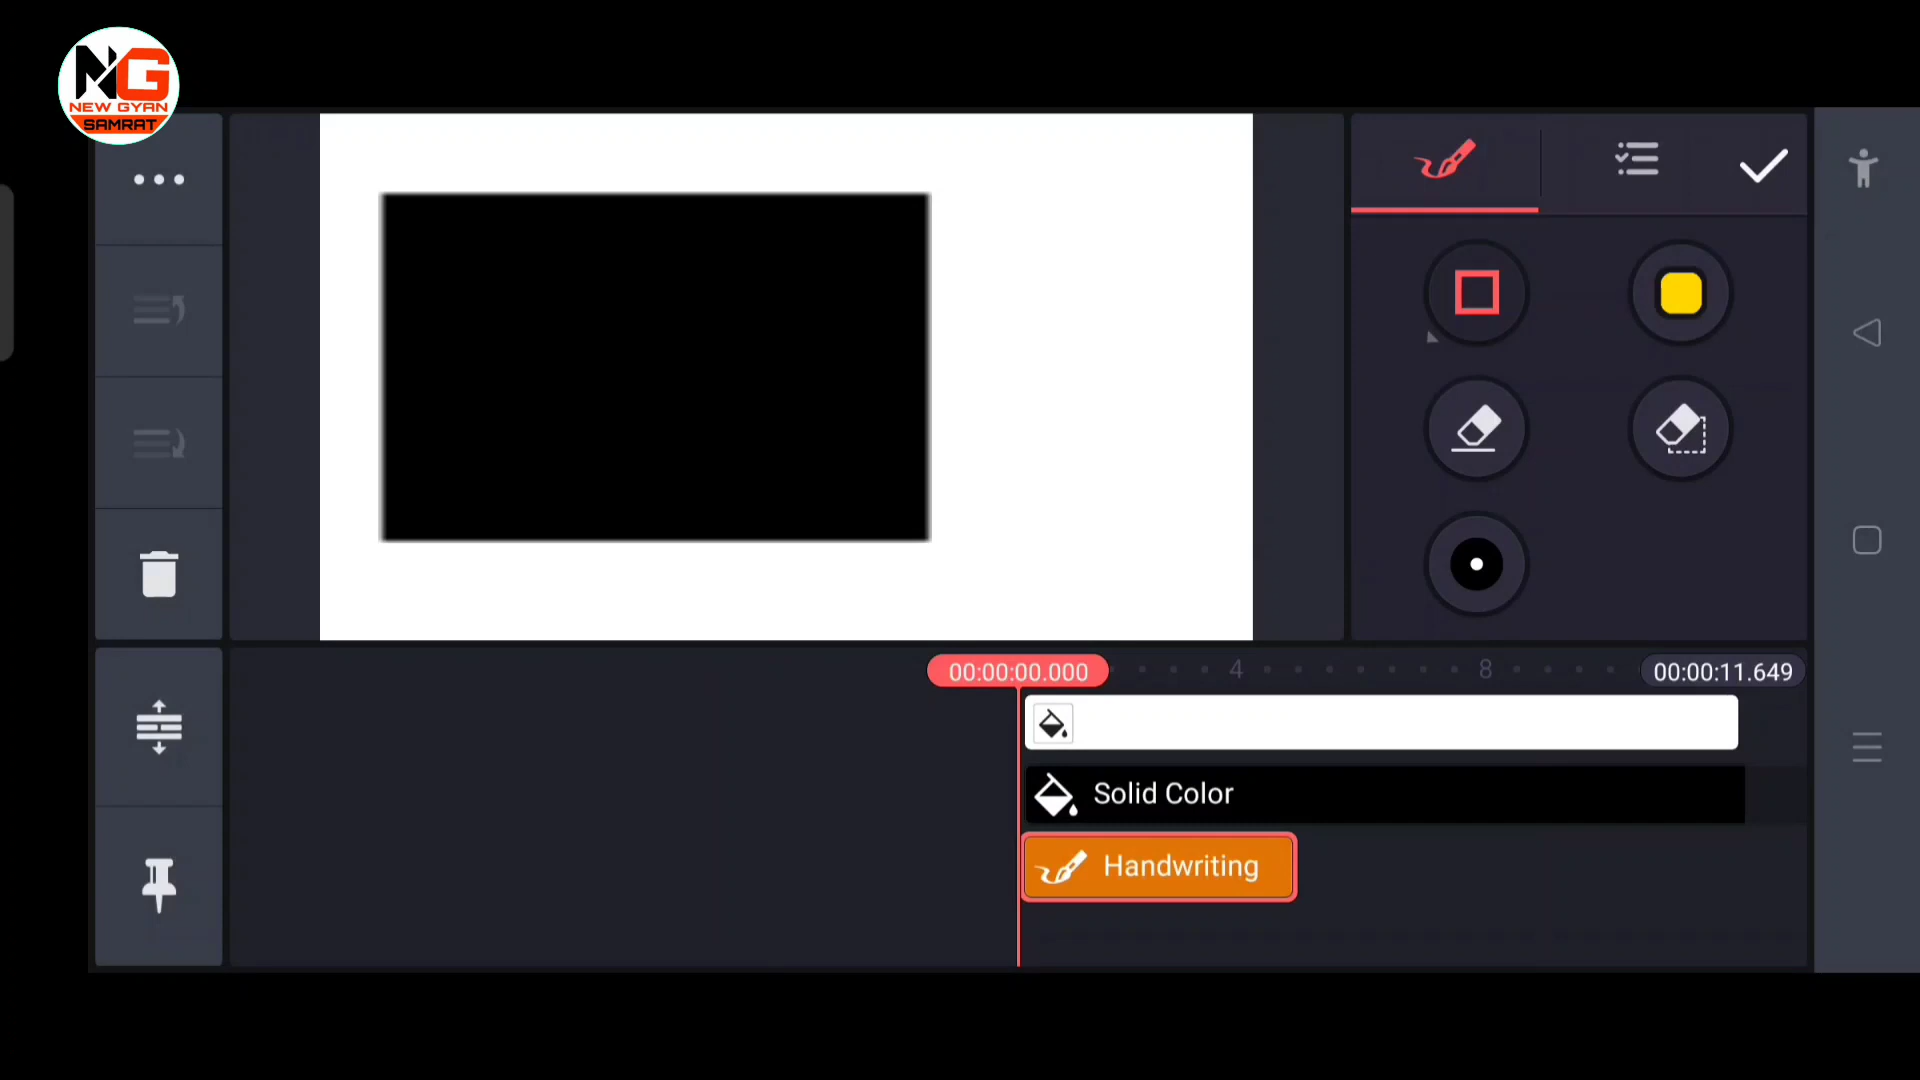 NG
NEW GYAN
SAMRAT
00:00:00.000
4
8
00:00:11.649
Solid Color
Handwriting